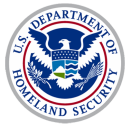 U.S. DEPARTMENT OF
HOMELAND SECURITY